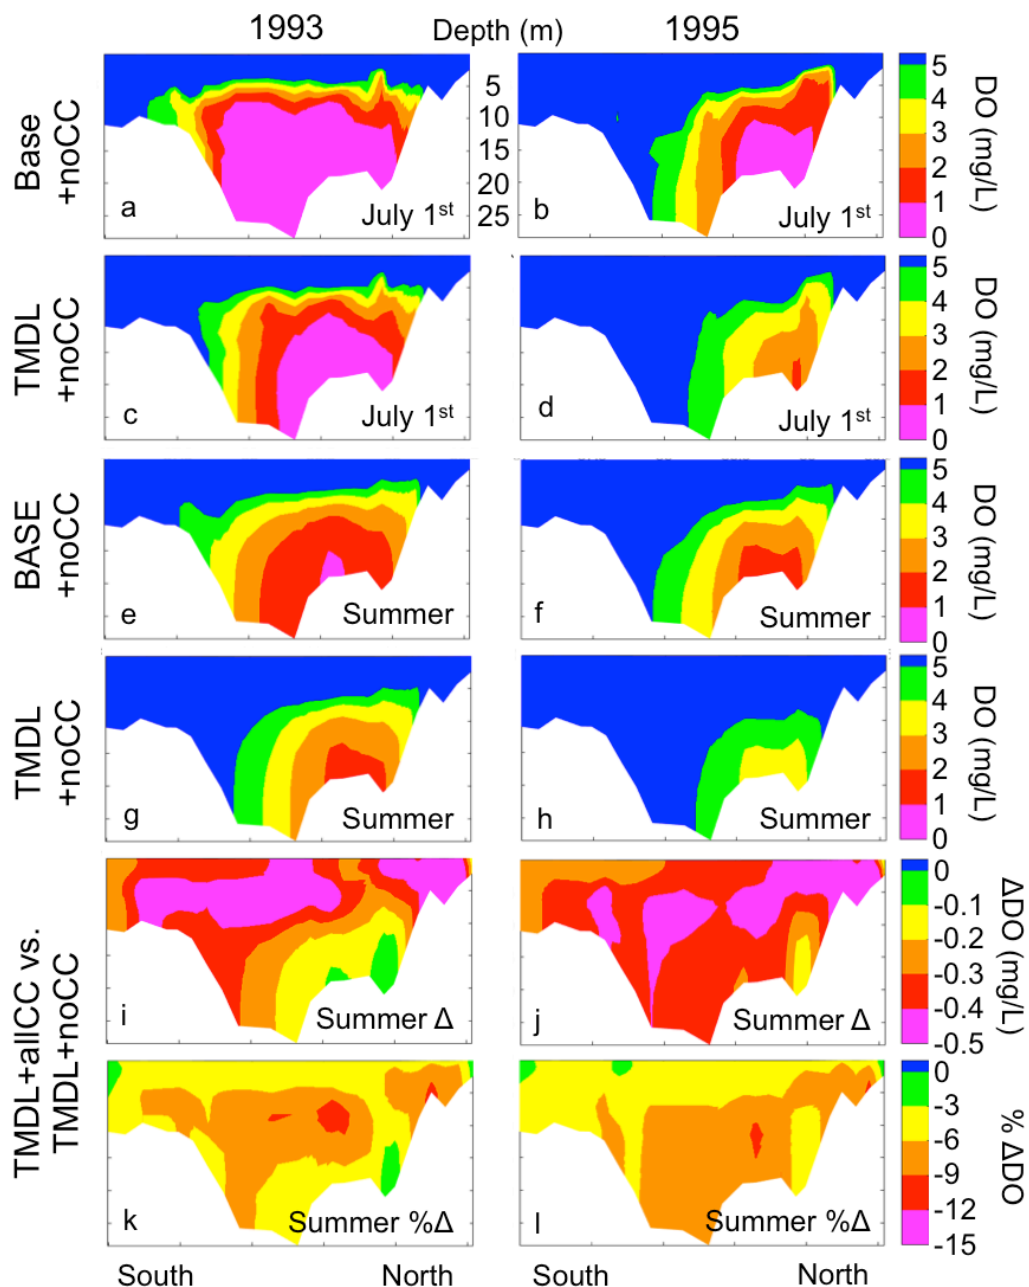 1993 Depth (m) 1995
Base
+noCC
a
July 1st
5
10
15
20
25
b
July 1st
5
4
3
2
1
0
DO (mg/L)
TMDL
+noCC
c
July 1st
d
July 1st
5
4
3
2
1
0
DO (mg/L)
BASE
+noCC
e
Summer
f
Summer
5
4
3
2
1
0
DO (mg/L)
TMDL
+noCC
g
Summer
h
Summer
5
4
3
2
1
0
DO (mg/L)
TMDL+allCC vs.
TMDL+noCC
i
Summer Δ
j
Summer Δ
0
-0.1
-0.2
-0.3
-0.4
-0.5
ΔDO (mg/L)
k
Summer %Δ
l
Summer %Δ
0
-3
-6
-9
-12
-15
% ΔDO
South North South North